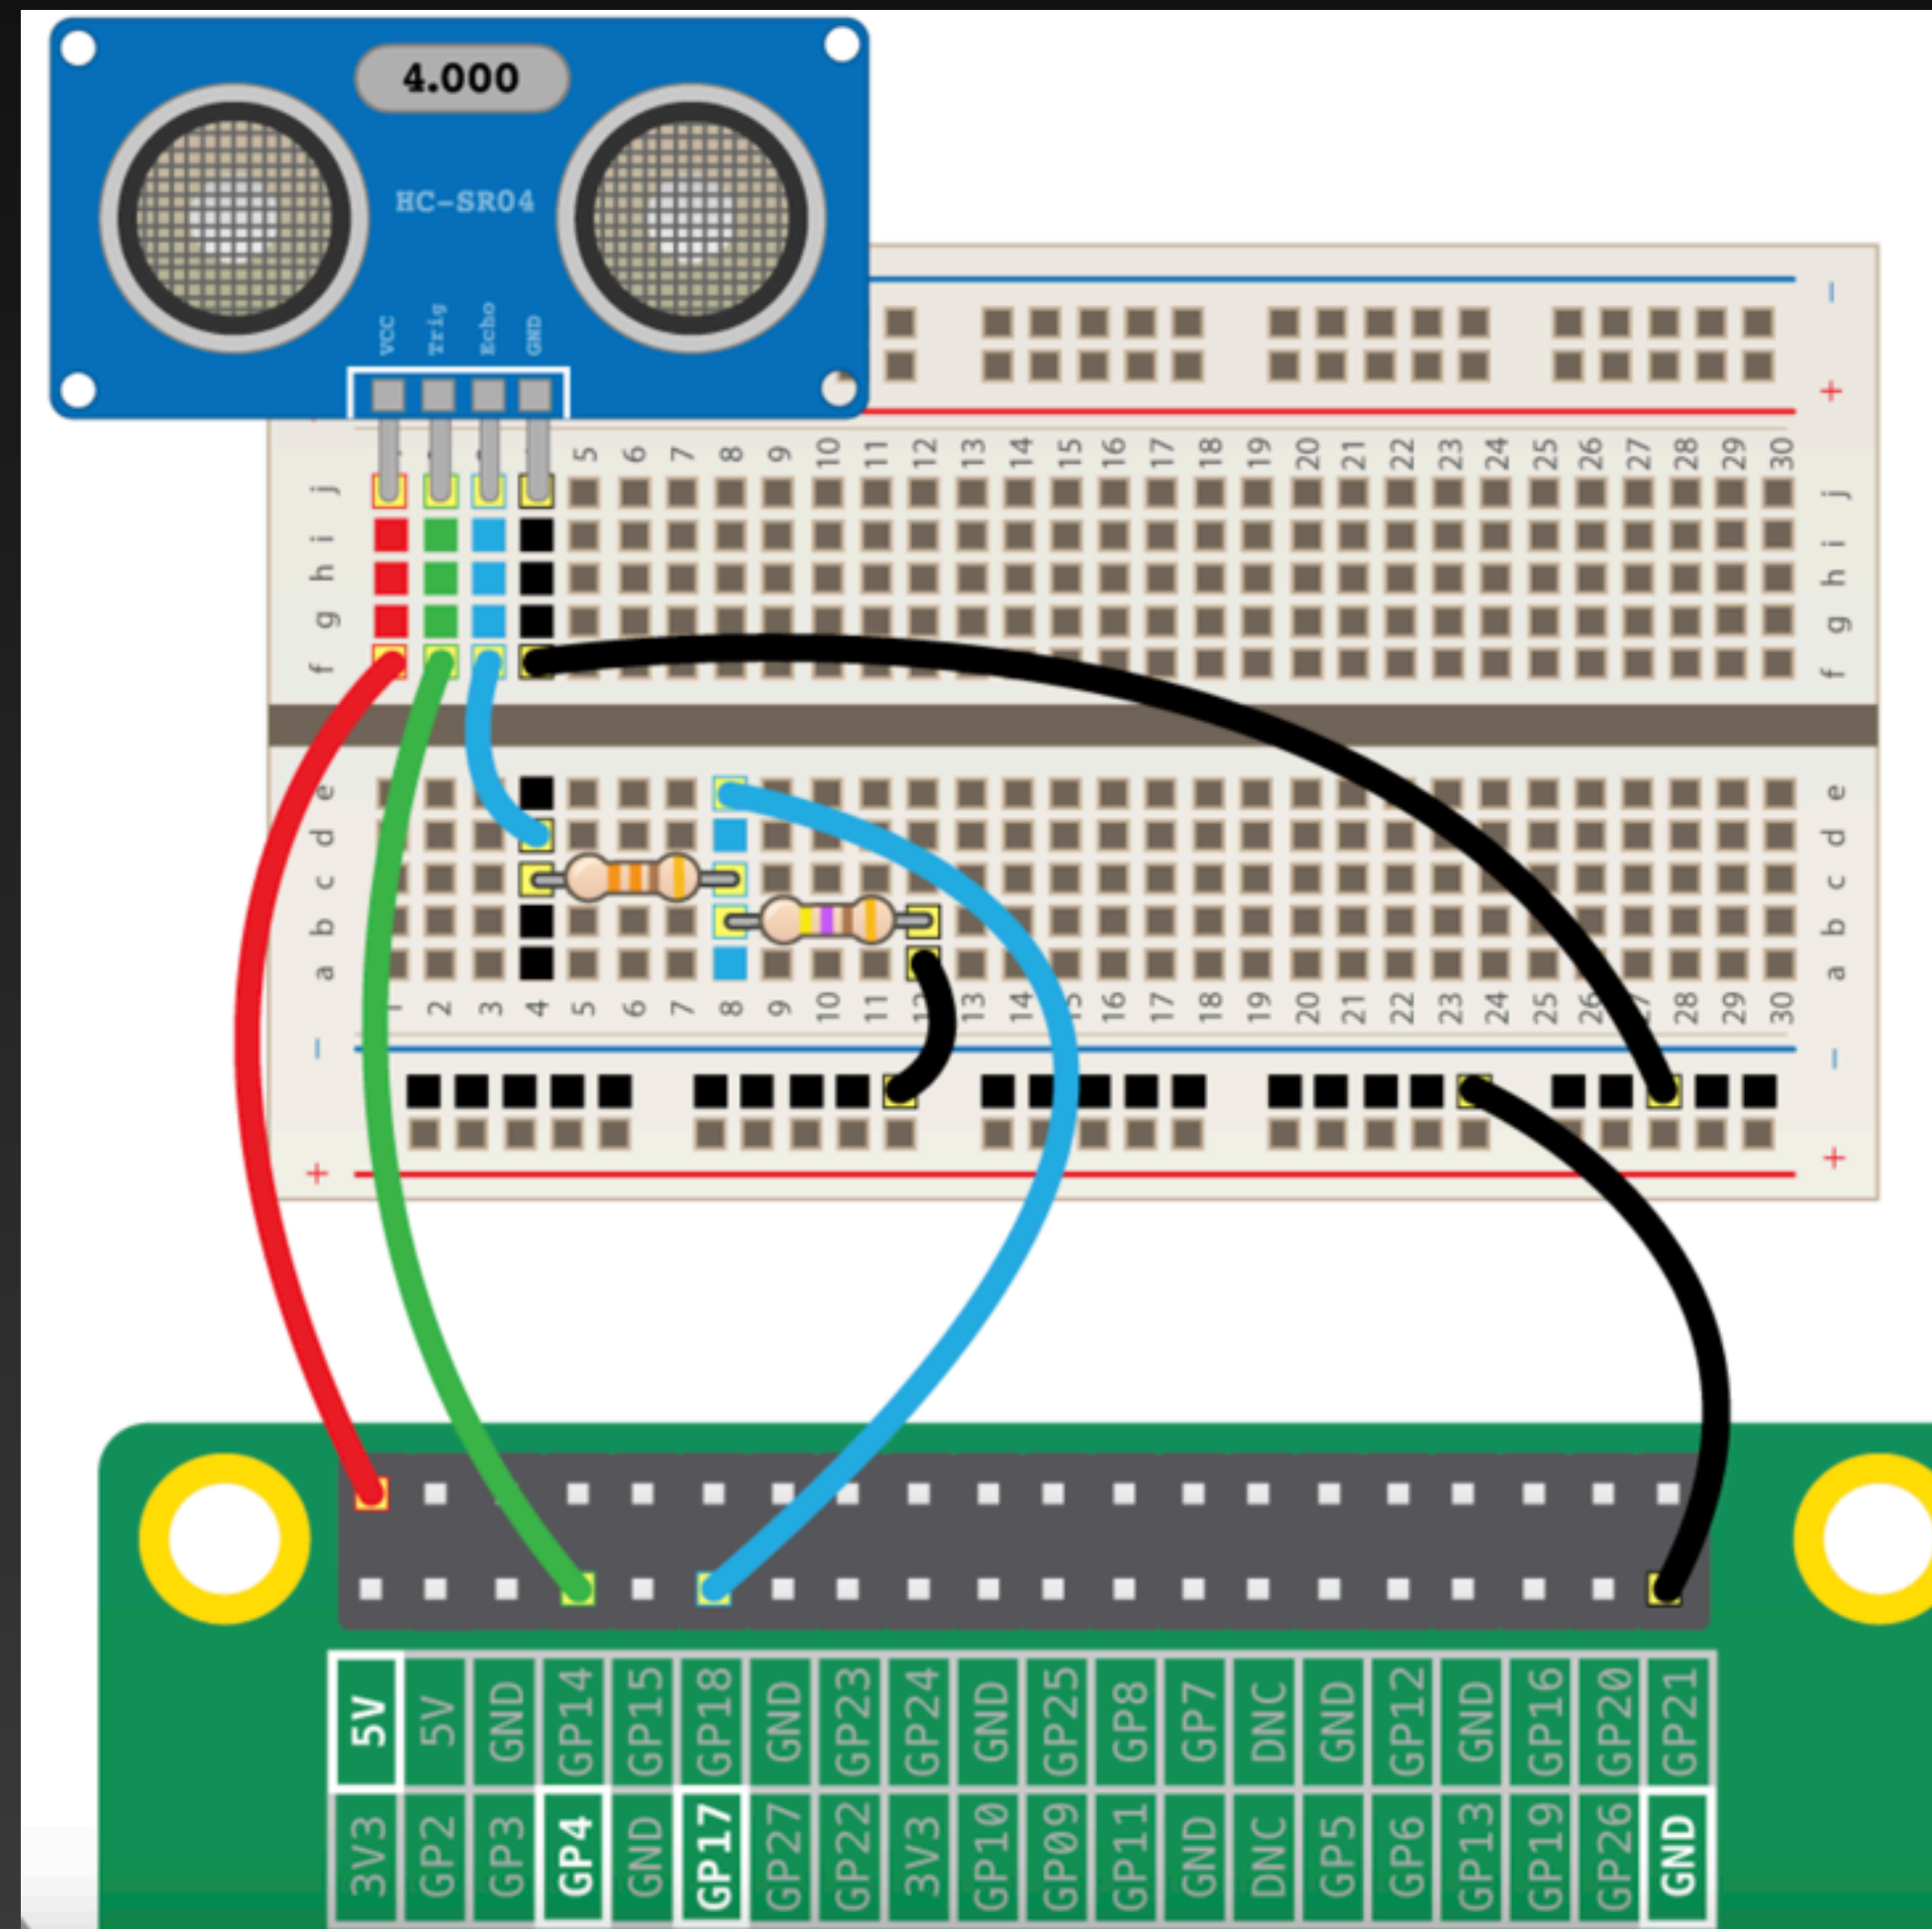 4.000
HC-SR04
VCC Trig Echo GND
−
+
5 6 7 8 9 10 11 12 13 14 15 16 17 18 19 20 21 22 23 24 25 26 27 28 29 30
j j
i i
h h
g g
f f
e e
d d
c c
b b
a a
1 2 3 4 5 6 7 8 9 10 11 12 13 14 15 16 17 18 19 20 21 22 23 24 25 26 27 28 29 30
− −
+ +
5V 5V GND GP14 GP15 GP18 GND GP23 GP24 GND GP25 GP8 GP7 DNC GND GP12 GND GP16 GP20 GP21
3V3 GP2 GP3 GP4 GND GP17 GP27 GP22 3V3 GP10 GP09 GP11 GND DNC GP5 GP6 GP13 GP19 GP26 GND